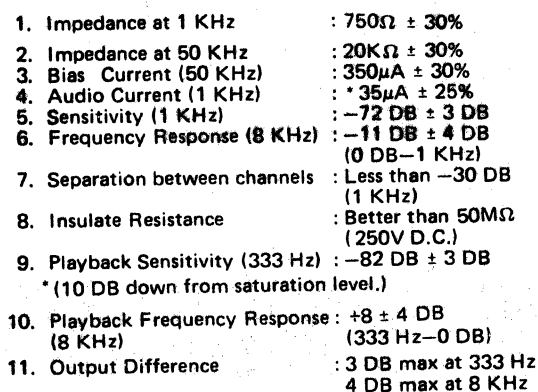 1. Impedance at 1 KHz : 750Ω ± 30%
2. Impedance at 50 KHz : 20KΩ ± 30%
3. Bias Current (50 KHz) : 350μA ± 30%
4. Audio Current (1 KHz) : *35μA ± 25%
5. Sensitivity (1 KHz) : −72 DB ± 3 DB
6. Frequency Response (8 KHz) : −11 DB ± 4 DB
(0 DB−1 KHz)
7. Separation between channels : Less than −30 DB
(1 KHz)
8. Insulate Resistance : Better than 50MΩ
(250V D.C.)
9. Playback Sensitivity (333 Hz) : −82 DB ± 3 DB
*(10 DB down from saturation level.)
10. Playback Frequency Response : +8 ± 4 DB
(8 KHz) (333 Hz−0 DB)
11. Output Difference : 3 DB max at 333 Hz
4 DB max at 8 KHz